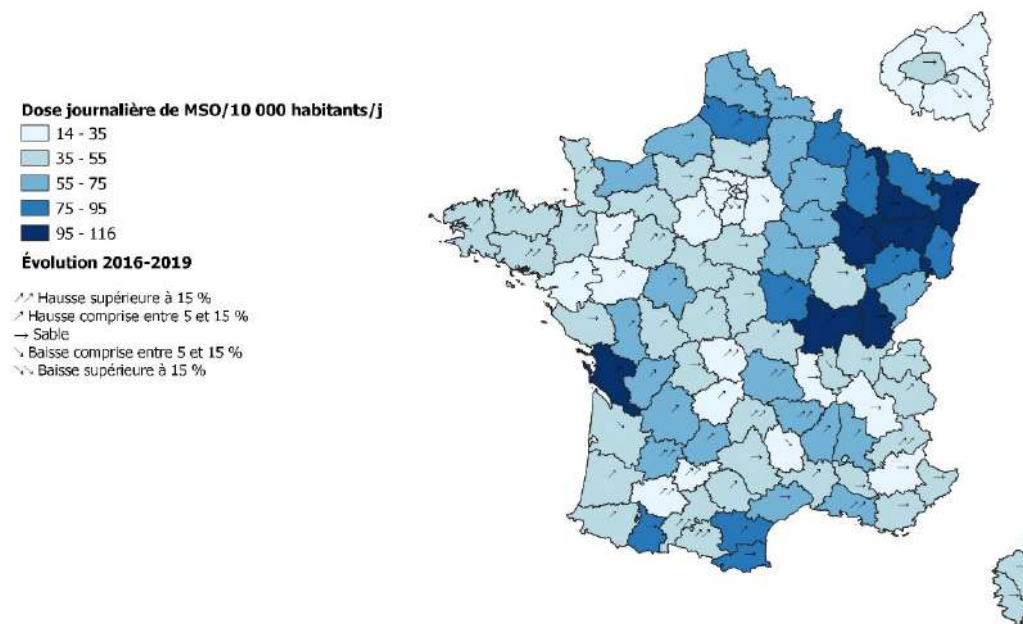 Dose journalière de MSO/10 000 habitants/j
14 - 35
35 - 55
55 - 75
75 - 95
95 - 116
Évolution 2016-2019
↗↗ Hausse supérieure à 15 %
↗ Hausse comprise entre 5 et 15 %
→ Sable
↘ Baisse comprise entre 5 et 15 %
↘↘ Baisse supérieure à 15 %